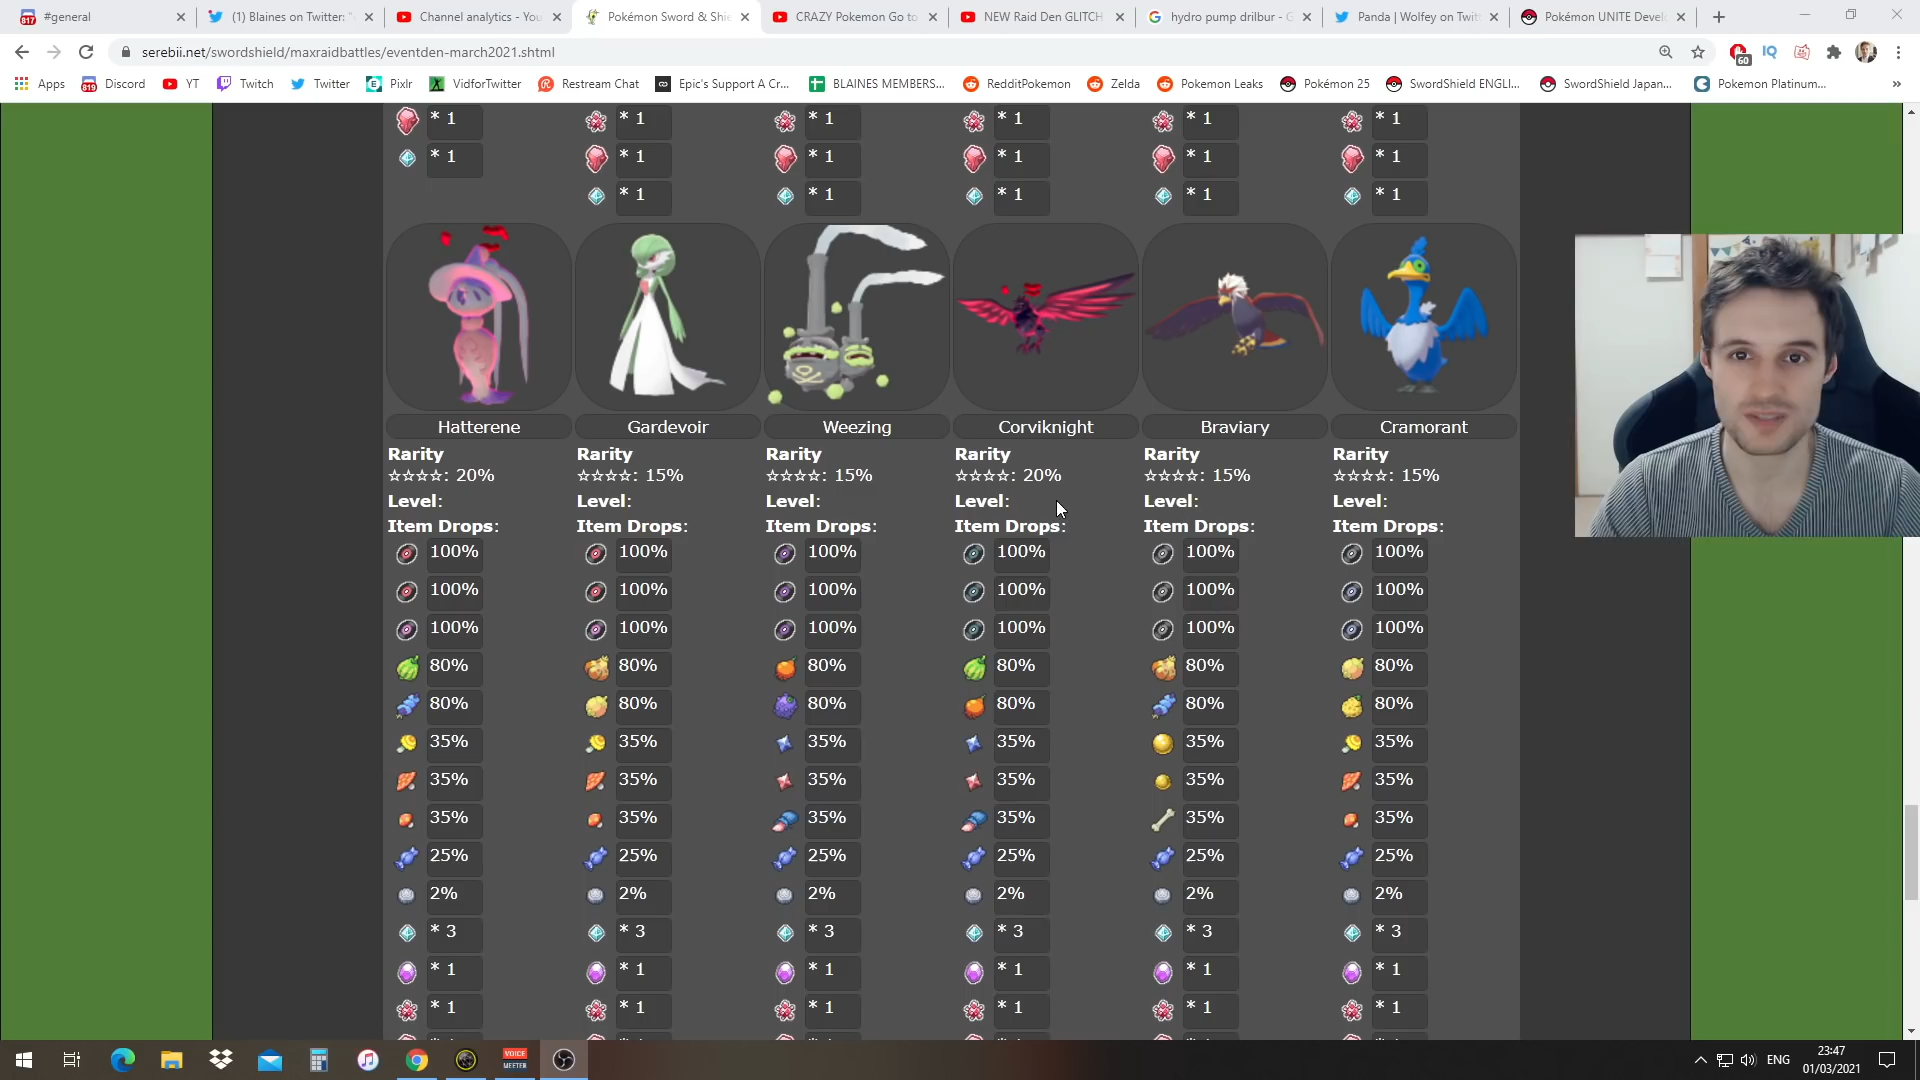 #general
(1) Blaines on Twitter: "
Channel analytics - You
Pokémon Sword & Shie
CRAZY Pokemon Go to
NEW Raid Den GLITCH
hydro pump drilbur - G
Panda | Wolfey on Twit
Pokémon UNITE Devel
serebii.net/swordshield/maxraidbattles/eventden-march2021.shtml
60
IQ
Apps
Discord
YT
Twitch
Twitter
Pixlr
VidforTwitter
Restream Chat
Epic's Support A Cr...
BLAINES MEMBERS...
RedditPokemon
Zelda
Pokemon Leaks
Pokémon 25
SwordShield ENGLI...
SwordShield Japan...
Pokemon Platinum...
»
* 1 * 1 * 1 * 1 * 1 * 1
* 1 * 1 * 1 * 1 * 1 * 1
* 1 * 1 * 1 * 1 * 1
Hatterene Gardevoir Weezing Corviknight Braviary Cramorant
Rarity Rarity Rarity Rarity Rarity Rarity
☆☆☆☆: 20% ☆☆☆☆: 15% ☆☆☆☆: 15% ☆☆☆☆: 20% ☆☆☆☆: 15% ☆☆☆☆: 15%
Level: Level: Level: Level: Level: Level:
Item Drops: Item Drops: Item Drops: Item Drops: Item Drops: Item Drops:
100% 100% 100% 100% 100% 100%
100% 100% 100% 100% 100% 100%
100% 100% 100% 100% 100% 100%
80% 80% 80% 80% 80% 80%
80% 80% 80% 80% 80% 80%
35% 35% 35% 35% 35% 35%
35% 35% 35% 35% 35% 35%
35% 35% 35% 35% 35% 35%
25% 25% 25% 25% 25% 25%
2% 2% 2% 2% 2% 2%
* 3 * 3 * 3 * 3 * 3 * 3
* 1 * 1 * 1 * 1 * 1 * 1
* 1 * 1 * 1 * 1 * 1 * 1
VOICE
MEETER
ENG
23:47
01/03/2021